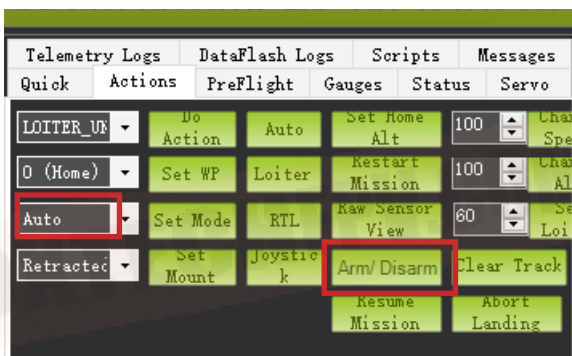 Telemetry Logs DataFlash Logs Scripts Messages
Quick Actions PreFlight Gauges Status Servo
LOITER_UN Do Action Auto Set Home Alt 100
0 (Home) Set WP Loiter Restart Mission 100
Auto Set Mode RTL Raw Sensor View 60
Retracted Set Mount Joystick Arm/ Disarm Clear Track
Resume Mission Abort Landing